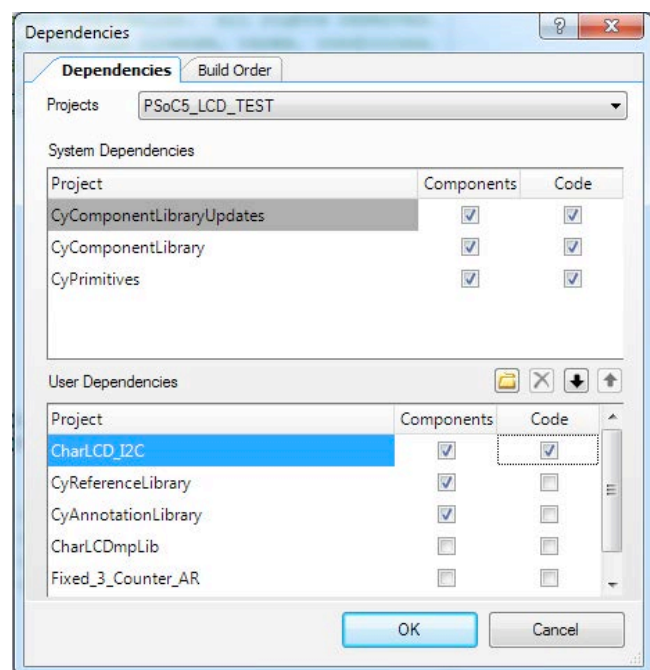 Dependencies
Dependencies Build Order
Projects PSoC5_LCD_TEST
System Dependencies
Project Components Code
CyComponentLibraryUpdates
CyComponentLibrary
CyPrimitives
User Dependencies
Project Components Code
CharLCD_I2C
CyReferenceLibrary
CyAnnotationLibrary
CharLCDmpLib
Fixed_3_Counter_AR
OK Cancel